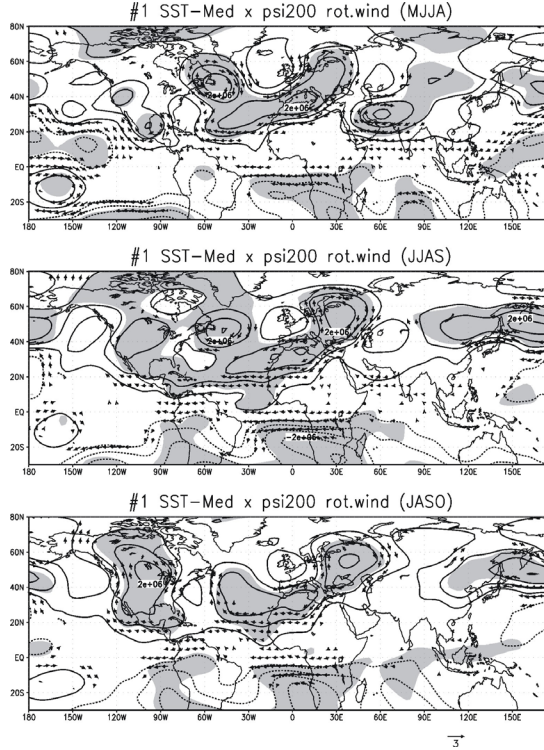 #1 SST-Med x psi200 rot.wind (MJJA)
80N
60N
40N
20N
EQ
20S
2e+06
2e+06
180 150W 120W 90W 60W 30W 0 30E 60E 90E 120E 150E
#1 SST-Med x psi200 rot.wind (JJAS)
80N
60N
40N
20N
EQ
20S
2e+06
2e+06
2e+06
-2e+06
180 150W 120W 90W 60W 30W 0 30E 60E 90E 120E 150E
#1 SST-Med x psi200 rot.wind (JASO)
80N
60N
40N
20N
EQ
20S
2e+06
180 150W 120W 90W 60W 30W 0 30E 60E 90E 120E 150E
3